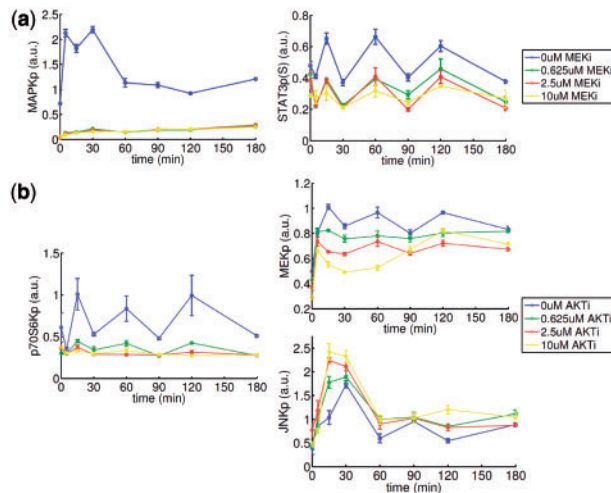 (a)
MAPKp (a.u.)
2.5
2
1.5
1
0.5
0
0 30 60 90 120 150 180
time (min)
STAT3p(S) (a.u.)
0.8
0.6
0.4
0.2
0 30 60 90 120 150 180
time (min)
0uM MEKi
0.625uM MEKi
2.5uM MEKi
10uM MEKi
(b)
p70S6Kp (a.u.)
1.5
1
0.5
0
0 30 60 90 120 150 180
time (min)
MEKp (a.u.)
1.2
1
0.8
0.6
0.4
0.2
0 30 60 90 120 150 180
time (min)
JNKp (a.u.)
2.5
2
1.5
1
0.5
0
0 30 60 90 120 150 180
time (min)
0uM AKTi
0.625uM AKTi
2.5uM AKTi
10uM AKTi